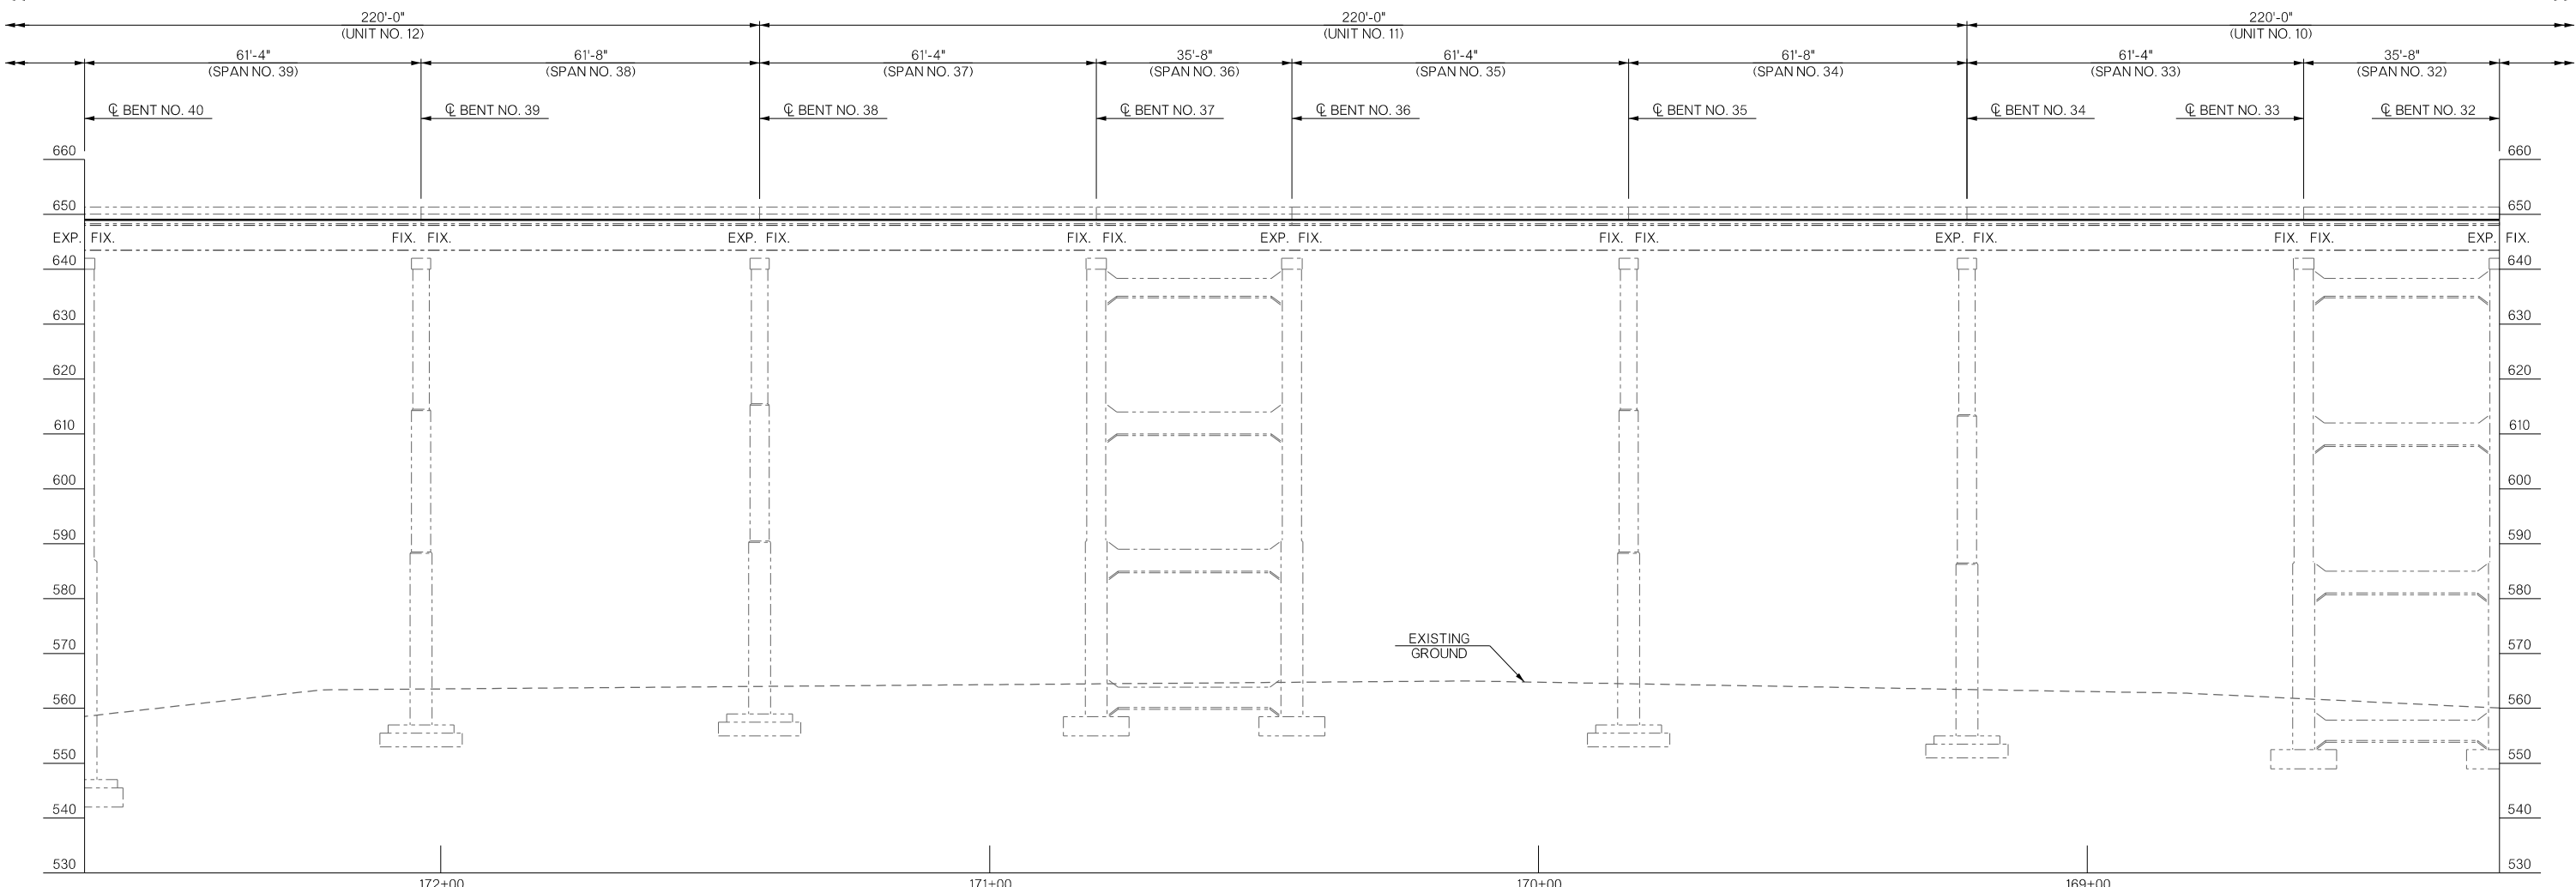 220'-0" 220'-0" 220'-0"
(UNIT NO. 12) (UNIT NO. 11) (UNIT NO. 10)
61'-4" 61'-8" 61'-4" 35'-8" 61'-4" 61'-8" 61'-4" 35'-8"
(SPAN NO. 39) (SPAN NO. 38) (SPAN NO. 37) (SPAN NO. 36) (SPAN NO. 35) (SPAN NO. 34) (SPAN NO. 33) (SPAN NO. 32)
℄ BENT NO. 40 ℄ BENT NO. 39 ℄ BENT NO. 38 ℄ BENT NO. 37 ℄ BENT NO. 36 ℄ BENT NO. 35 ℄ BENT NO. 34 ℄ BENT NO. 33 ℄ BENT NO. 32
660 660
650 650
EXP. FIX. FIX. FIX. EXP. FIX. FIX. FIX. EXP. FIX. FIX. FIX. EXP. FIX. FIX. FIX. EXP. FIX.
640 640
630 630
620 620
610 610
600 600
590 590
580 580
570 570
EXISTING
GROUND
560 560
550 550
540 540
530 530
172+00 171+00 170+00 169+00